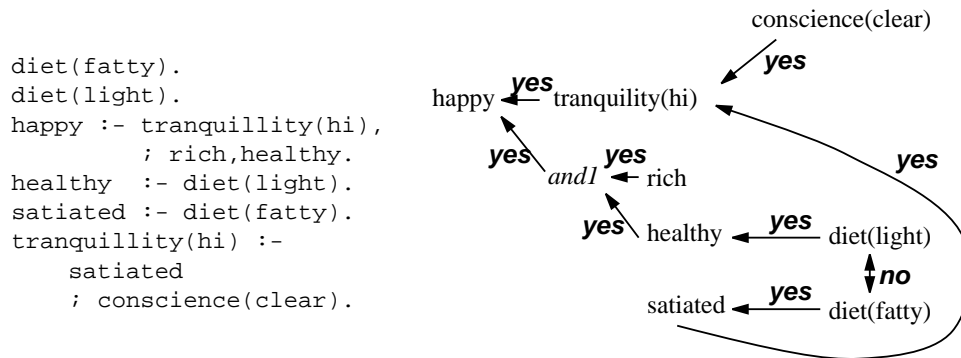 diet(fatty).
diet(light).
happy :- tranquillity(hi),
; rich,healthy.
healthy :- diet(light).
satiated :- diet(fatty).
tranquillity(hi) :-
satiated
; conscience(clear).
conscience(clear)
yes
happy yes tranquility(hi)
yes
yes
yes
and1 rich
yes
healthy yes diet(light)
no
satiated yes diet(fatty)